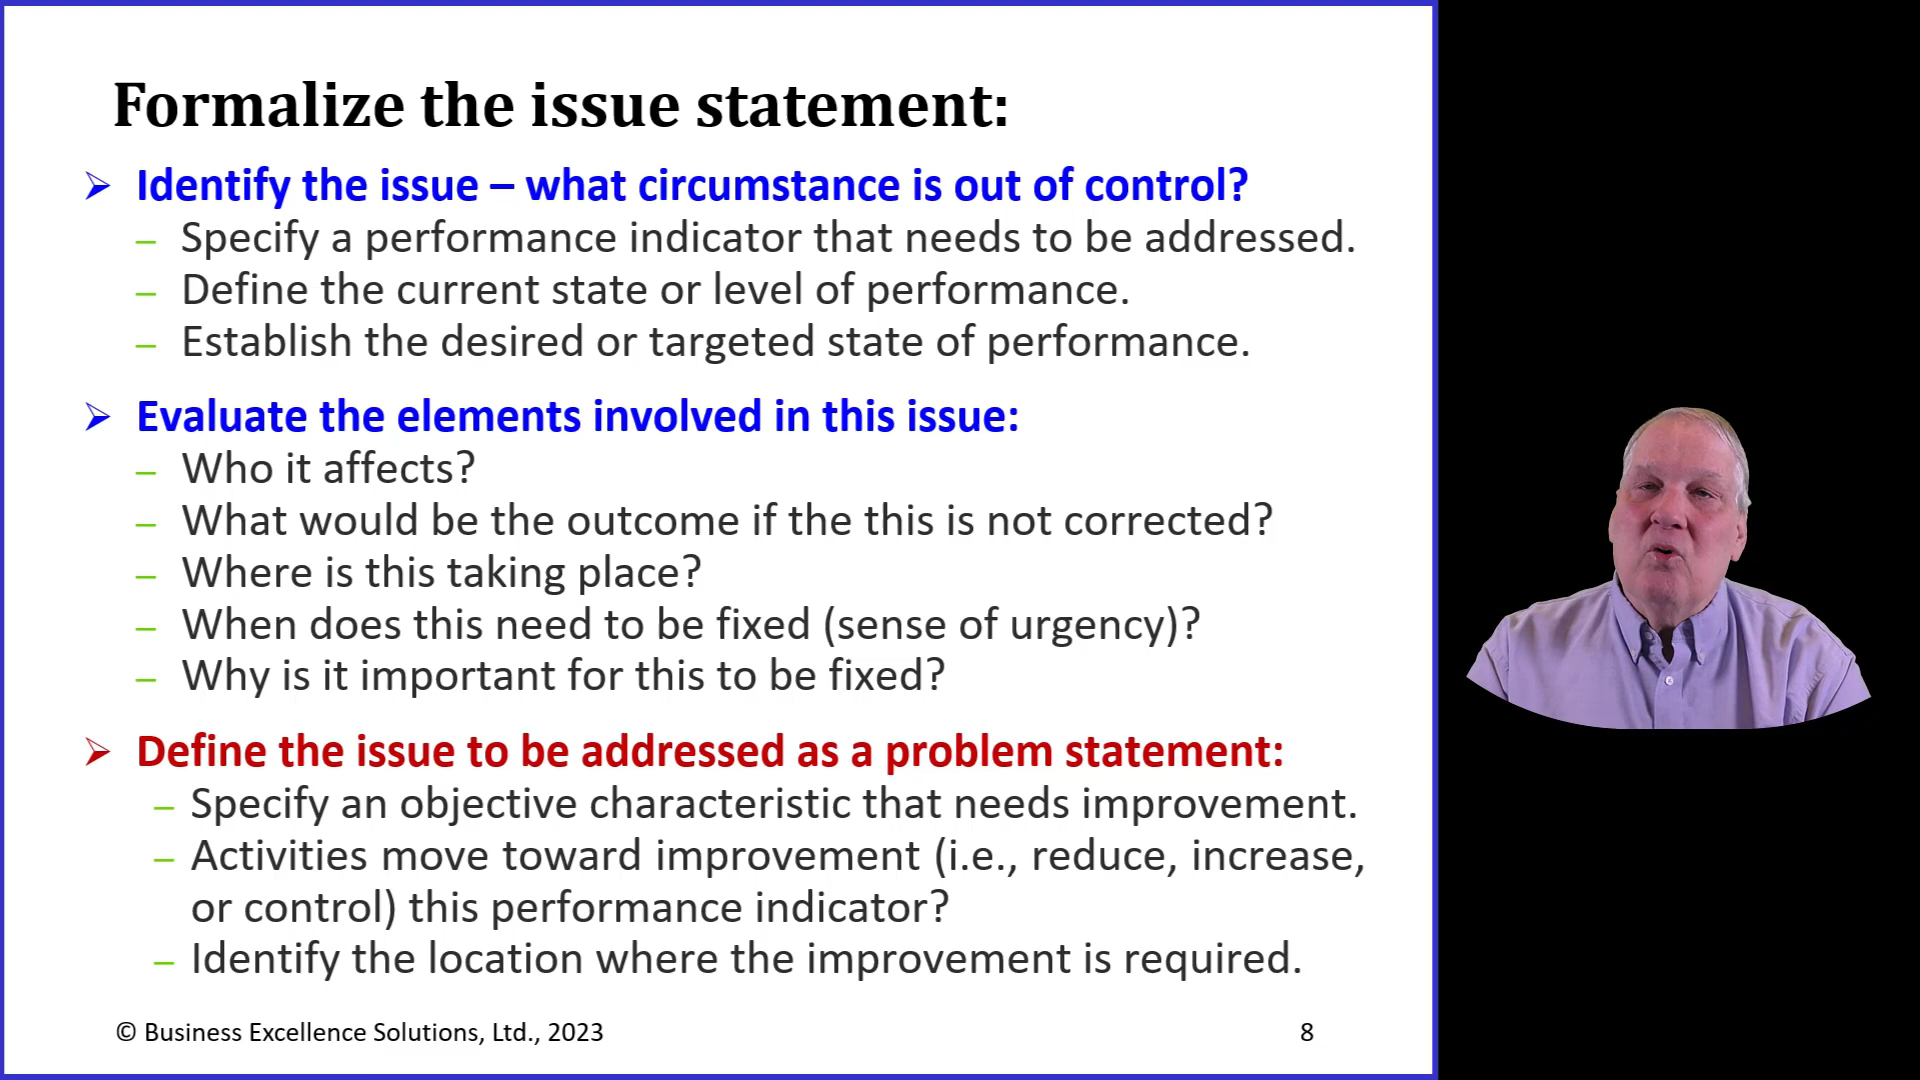 Formalize the issue statement:
➢ Identify the issue – what circumstance is out of control?
– Specify a performance indicator that needs to be addressed.
– Define the current state or level of performance.
– Establish the desired or targeted state of performance.
➢ Evaluate the elements involved in this issue:
– Who it affects?
– What would be the outcome if the this is not corrected?
– Where is this taking place?
– When does this need to be fixed (sense of urgency)?
– Why is it important for this to be fixed?
➢ Define the issue to be addressed as a problem statement:
– Specify an objective characteristic that needs improvement.
– Activities move toward improvement (i.e., reduce, increase,
or control) this performance indicator?
– Identify the location where the improvement is required.
© Business Excellence Solutions, Ltd., 2023
8